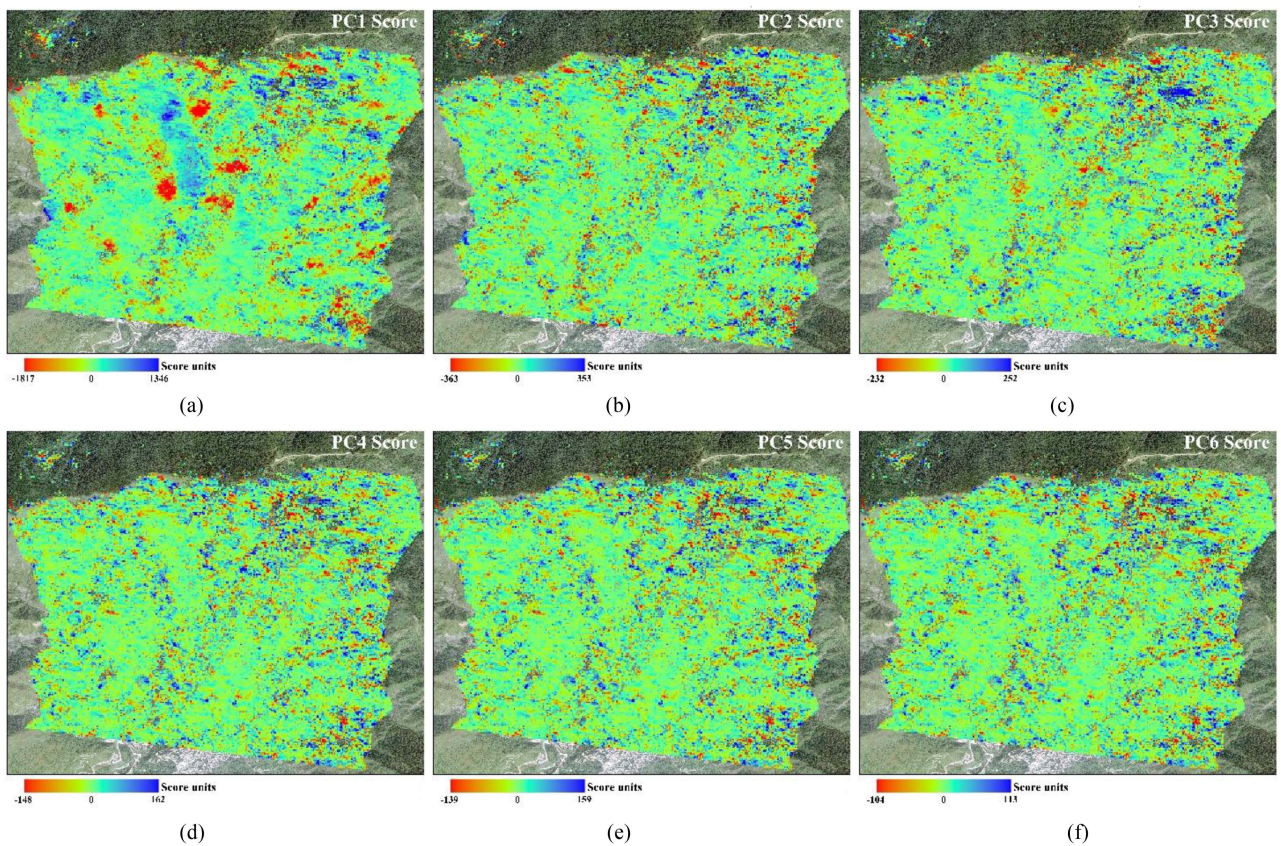 PC1 Score
PC2 Score
PC3 Score
Score units
-1817 0 1346
Score units
-363 0 353
Score units
-232 0 252
(a)
(b)
(c)
PC4 Score
PC5 Score
PC6 Score
Score units
-148 0 162
Score units
-139 0 159
Score units
-104 0 113
(d)
(e)
(f)